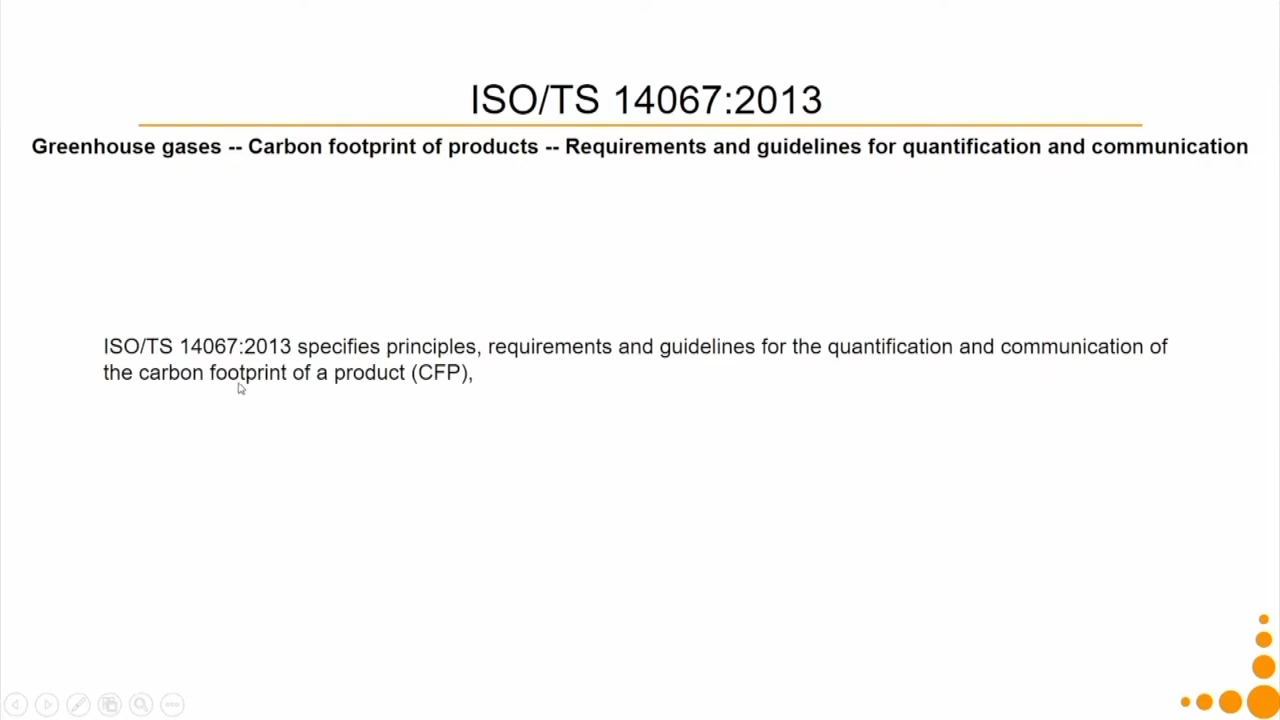 ISO/TS 14067:2013
Greenhouse gases -- Carbon footprint of products -- Requirements and guidelines for quantification and communication
ISO/TS 14067:2013 specifies principles, requirements and guidelines for the quantification and communication of
the carbon footprint of a product (CFP),